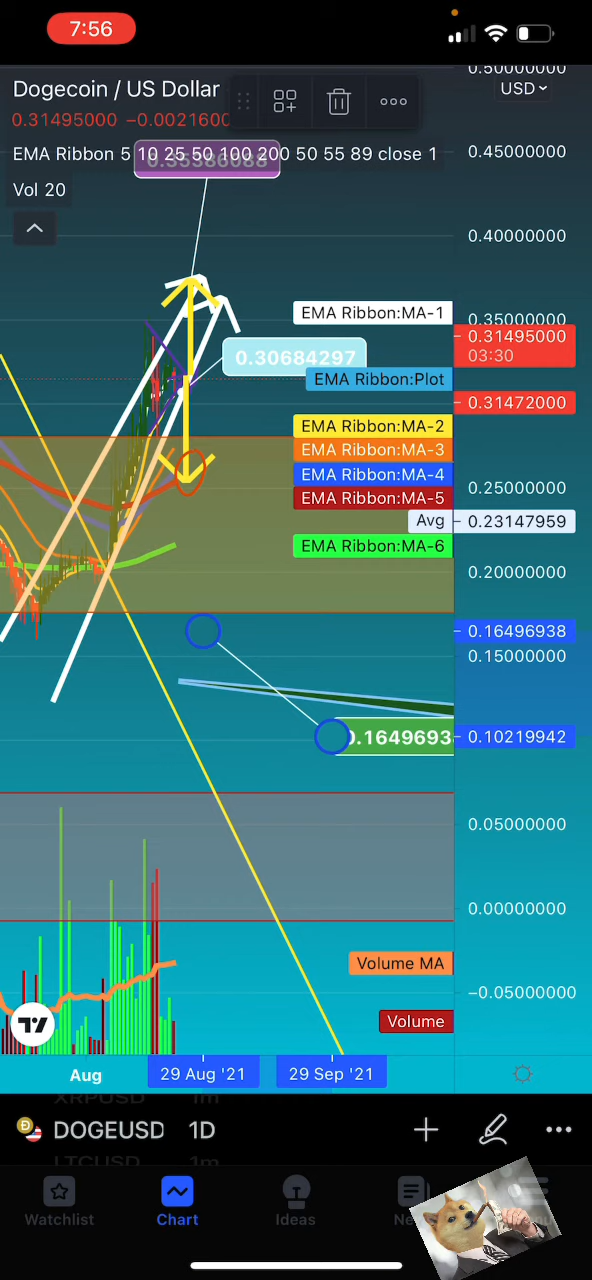 7:56
Dogecoin / US Dollar
USD
0.31495000 −0.0021600
EMA Ribbon 5 10 25 50 100 200 50 55 89 close 1
Vol 20
0.50000000
0.45000000
0.40000000
0.35000000
EMA Ribbon:MA-1
0.31495000
03:30
0.30684297
EMA Ribbon:Plot
0.31472000
EMA Ribbon:MA-2
EMA Ribbon:MA-3
EMA Ribbon:MA-4
0.25000000
EMA Ribbon:MA-5
Avg
0.23147959
EMA Ribbon:MA-6
0.20000000
0.16496938
0.15000000
0.1649693
0.10219942
0.05000000
0.00000000
Volume MA
−0.05000000
Volume
Aug
29 Aug '21
29 Sep '21
XRPUSD 1m
DOGEUSD 1D
LTCUSD 1m
Watchlist
Chart
Ideas